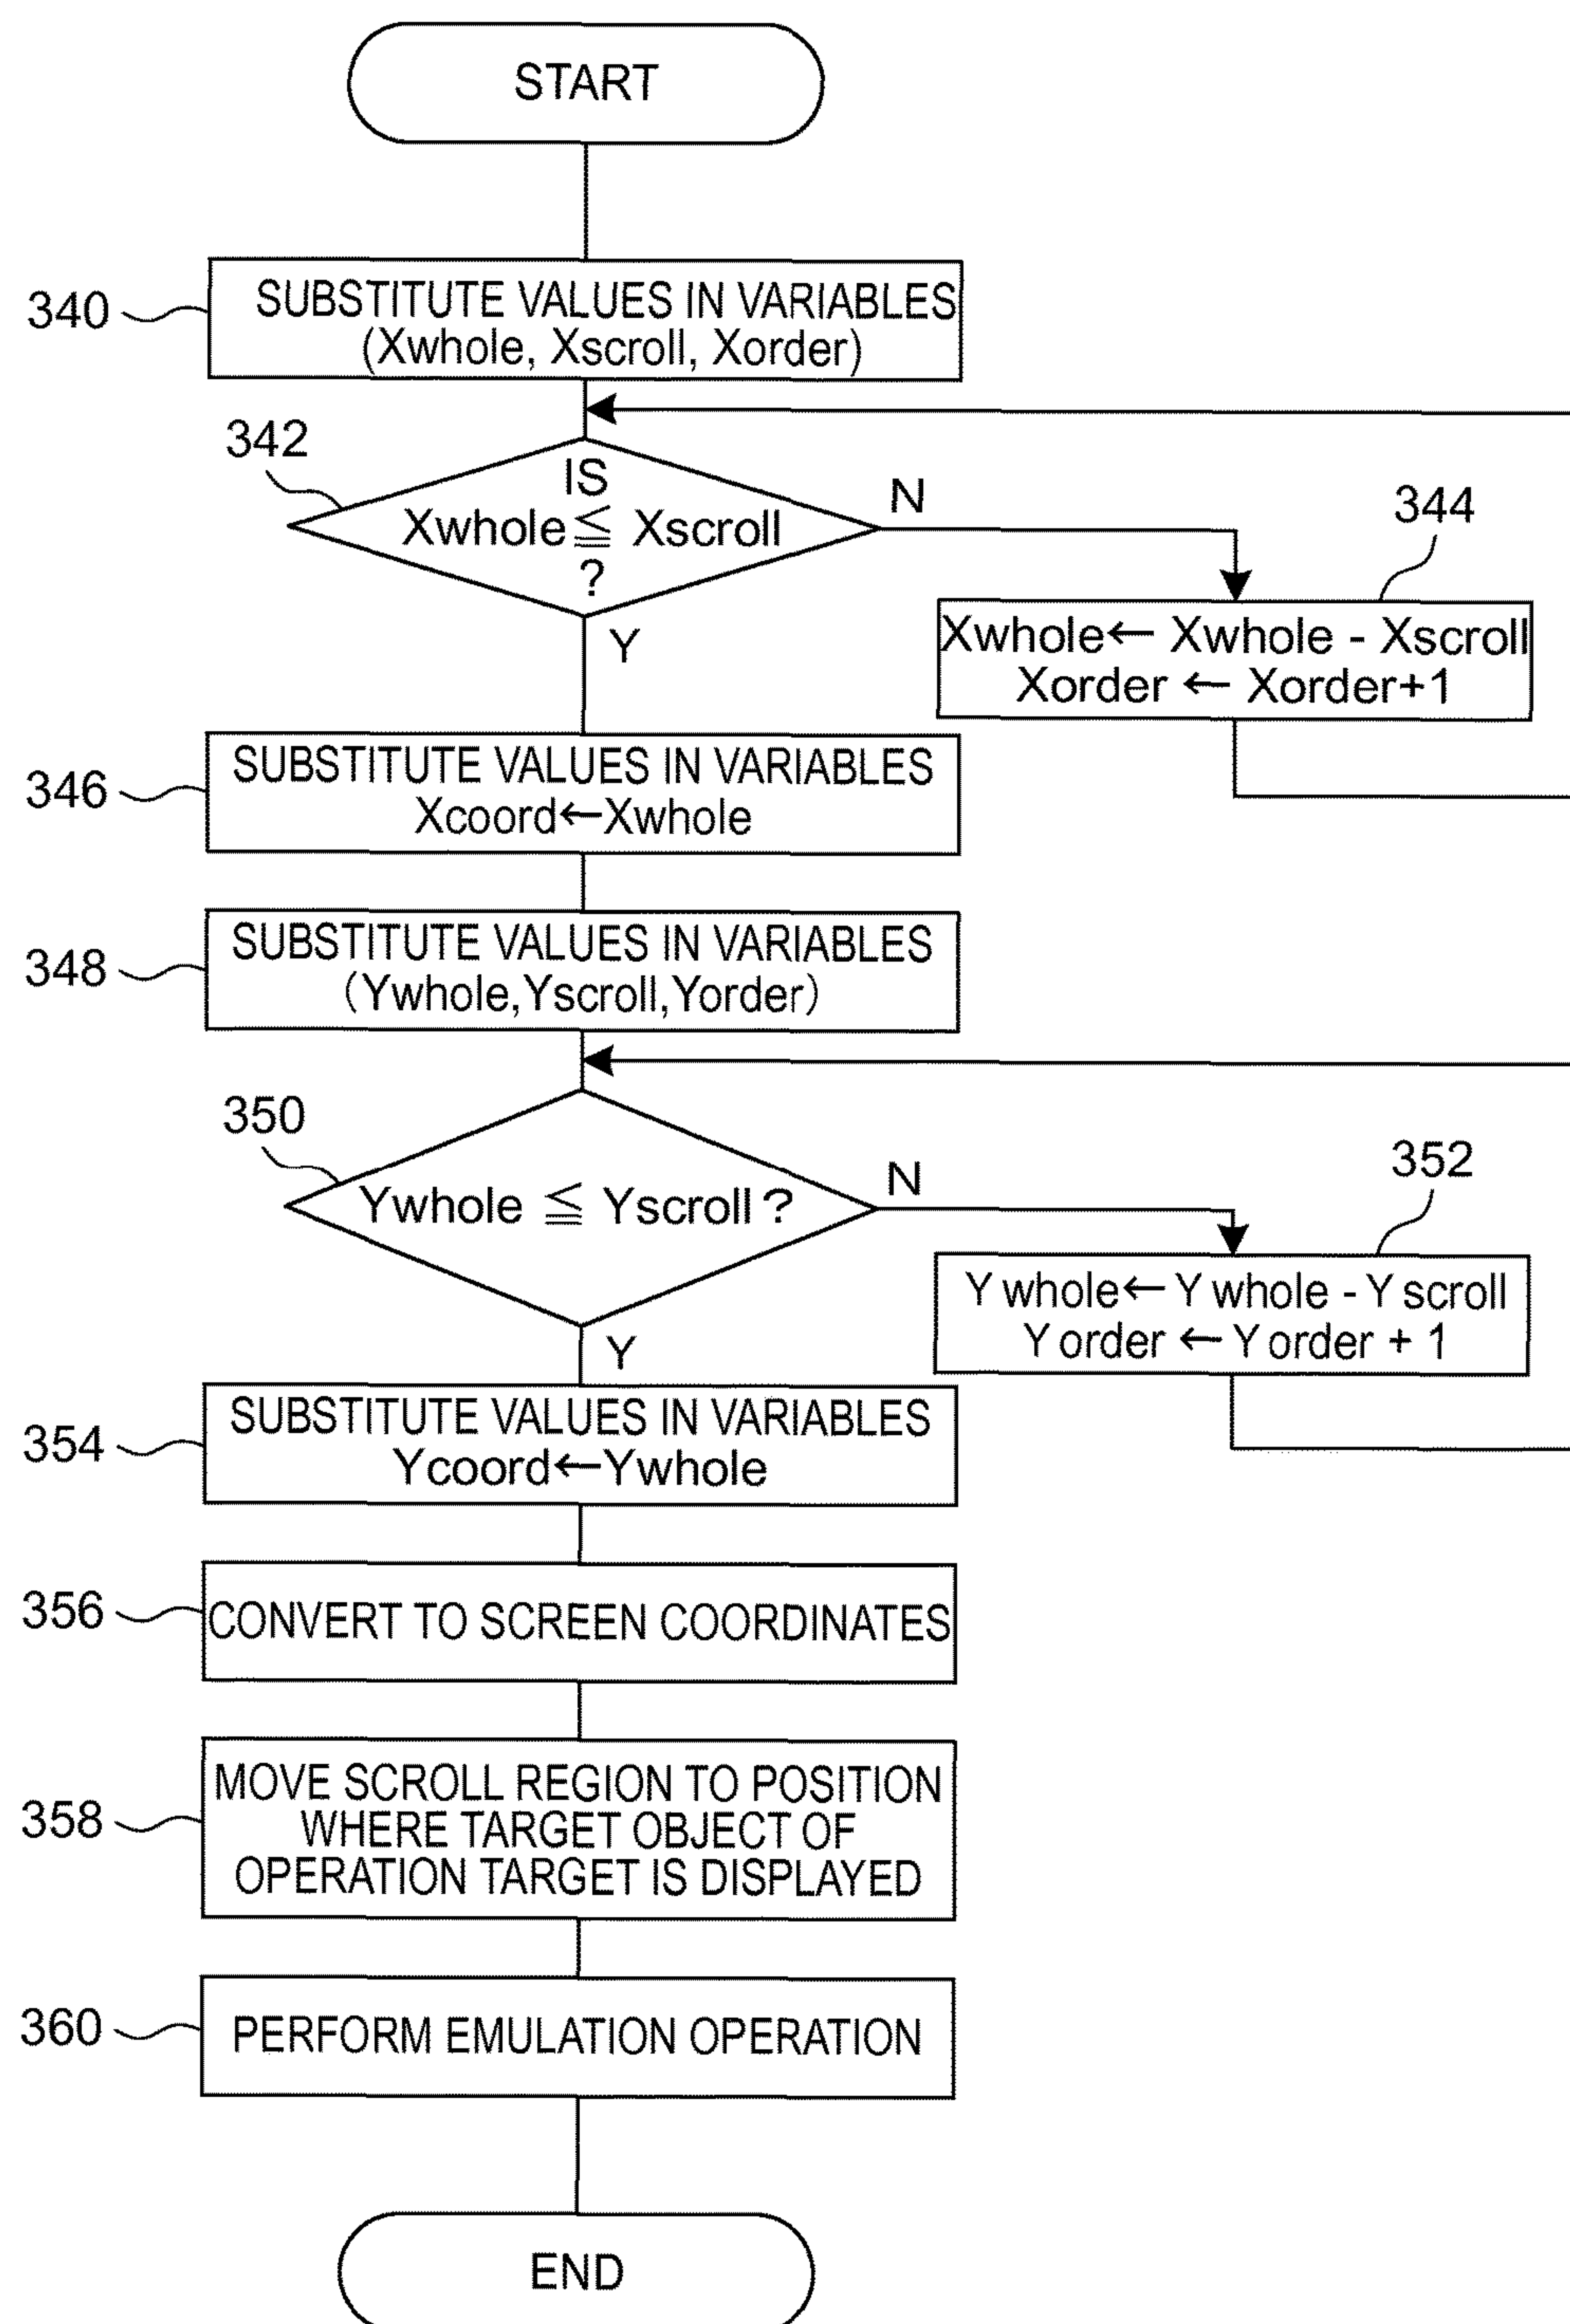 START
340
SUBSTITUTE VALUES IN VARIABLES
(Xwhole, Xscroll, Xorder)
342
IS
Xwhole ≦ Xscroll
?
N
Y
344
Xwhole← Xwhole - Xscroll
Xorder ← Xorder+1
346
SUBSTITUTE VALUES IN VARIABLES
Xcoord←Xwhole
348
SUBSTITUTE VALUES IN VARIABLES
(Ywhole,Yscroll,Yorder)
350
Ywhole ≦ Yscroll ?
N
Y
352
Y whole← Y whole - Y scroll
Y order ← Y order + 1
354
SUBSTITUTE VALUES IN VARIABLES
Ycoord←Ywhole
356
CONVERT TO SCREEN COORDINATES
358
MOVE SCROLL REGION TO POSITION
WHERE TARGET OBJECT OF
OPERATION TARGET IS DISPLAYED
360
PERFORM EMULATION OPERATION
END